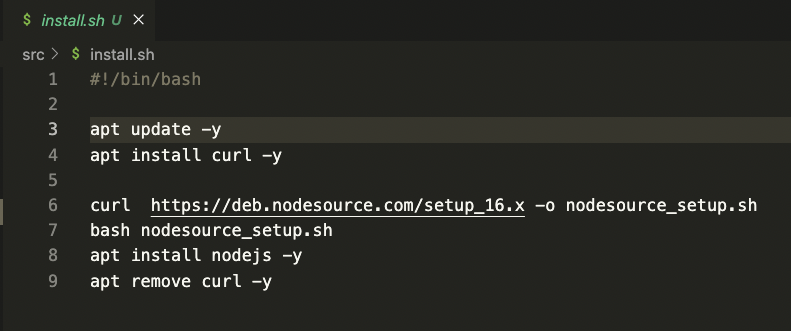 $ install.sh U ×
src > $ install.sh
1 #!/bin/bash
2
3 apt update -y
4 apt install curl -y
5
6 curl  https://deb.nodesource.com/setup_16.x -o nodesource_setup.sh
7 bash nodesource_setup.sh
8 apt install nodejs -y
9 apt remove curl -y